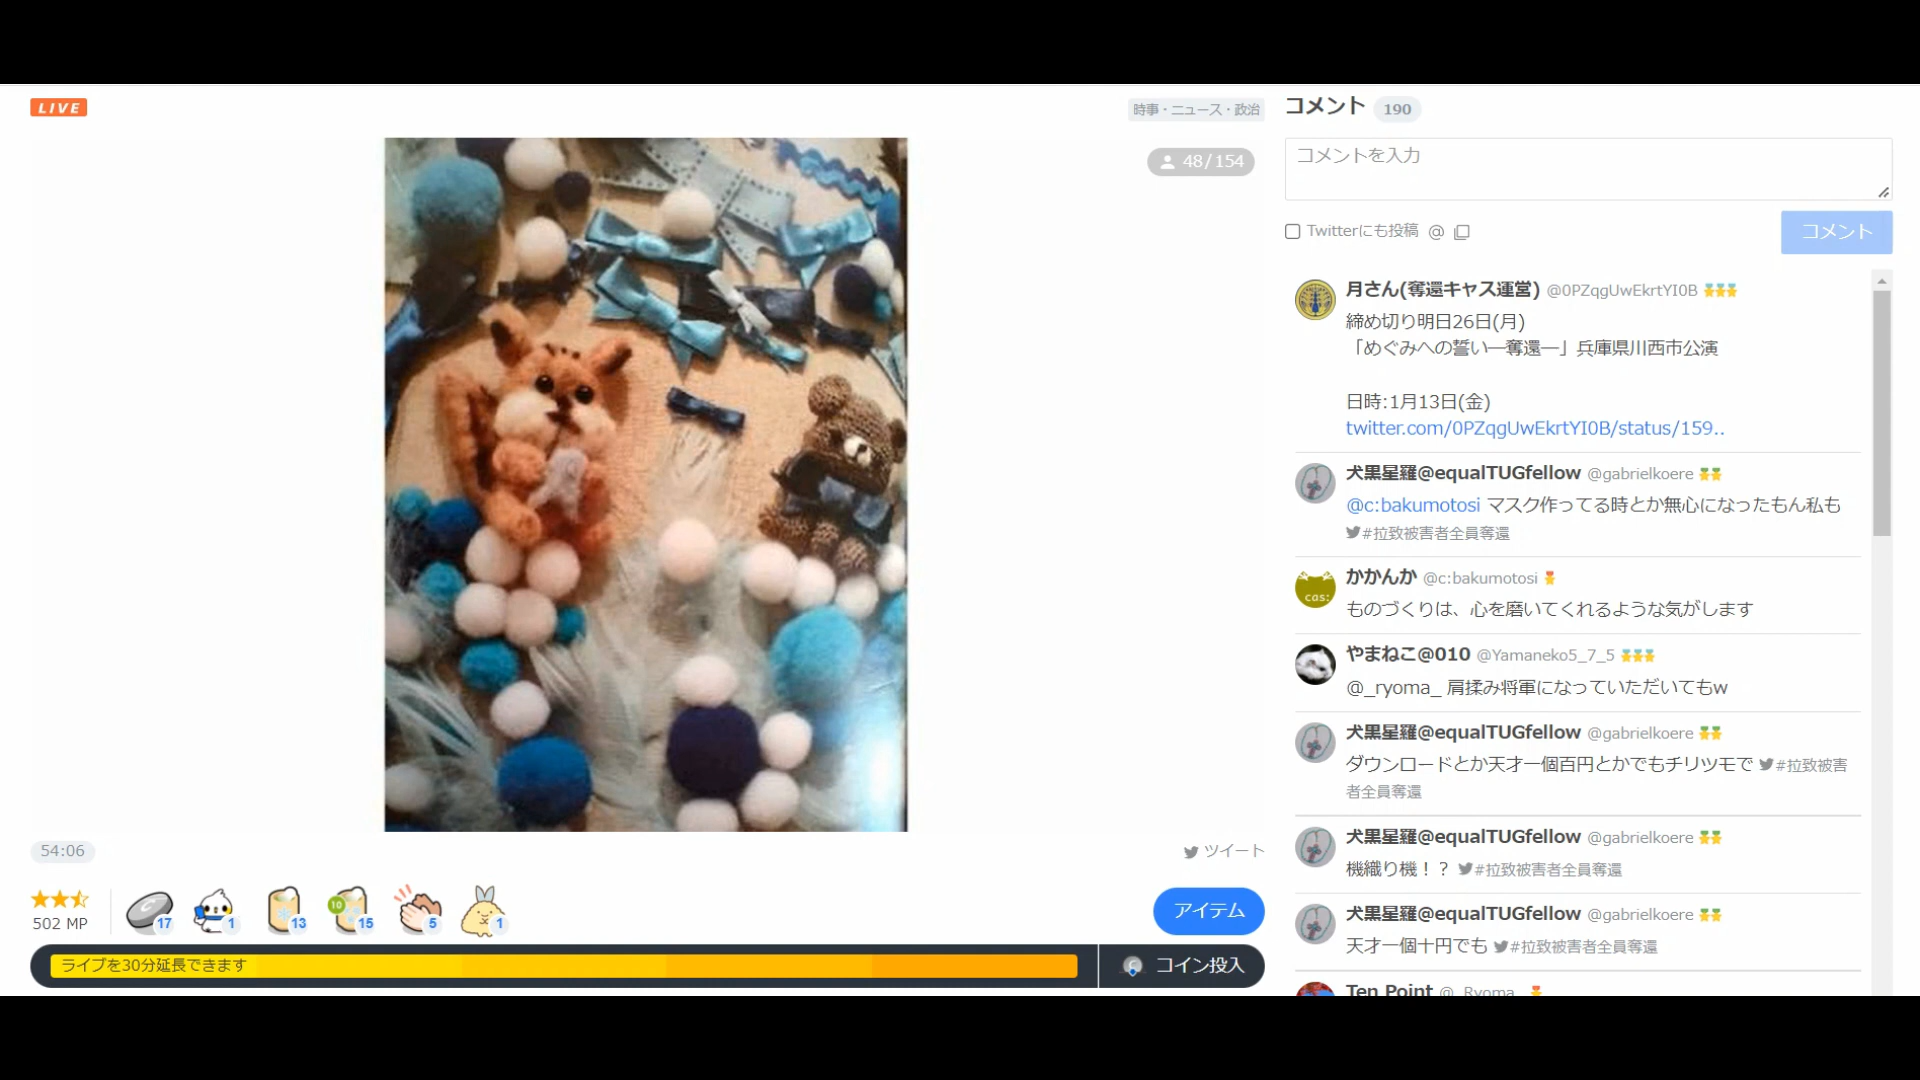 LIVE
時事・ニュース・政治
48/154
54:06
ツイート
502 MP
17
1
13
10
15
5
1
アイテム
ライブを30分延長できます
コイン投入
コメント 190
コメントを入力
Twitterにも投稿 @
コメント
月さん(奪還キャス運営) @0PZqgUwEkrtYI0B
締め切り明日26日(月)
「めぐみへの誓い―奪還―」兵庫県川西市公演
日時:1月13日(金)
twitter.com/0PZqgUwEkrtYI0B/status/159..
犬黒星羅@equalTUGfellow @gabrielkoere
@c:bakumotosi マスク作ってる時とか無心になったもん私も
#拉致被害者全員奪還
かかんか @c:bakumotosi
cas:
ものづくりは、心を磨いてくれるような気がします
やまねこ@010 @Yamaneko5_7_5
@_ryoma_ 肩揉み将軍になっていただいてもw
犬黒星羅@equalTUGfellow @gabrielkoere
ダウンロードとか天才一個百円とかでもチリツモで #拉致被害
者全員奪還
犬黒星羅@equalTUGfellow @gabrielkoere
機織り機！？ #拉致被害者全員奪還
犬黒星羅@equalTUGfellow @gabrielkoere
天才一個十円でも #拉致被害者全員奪還
Ten Point @_Ryoma_